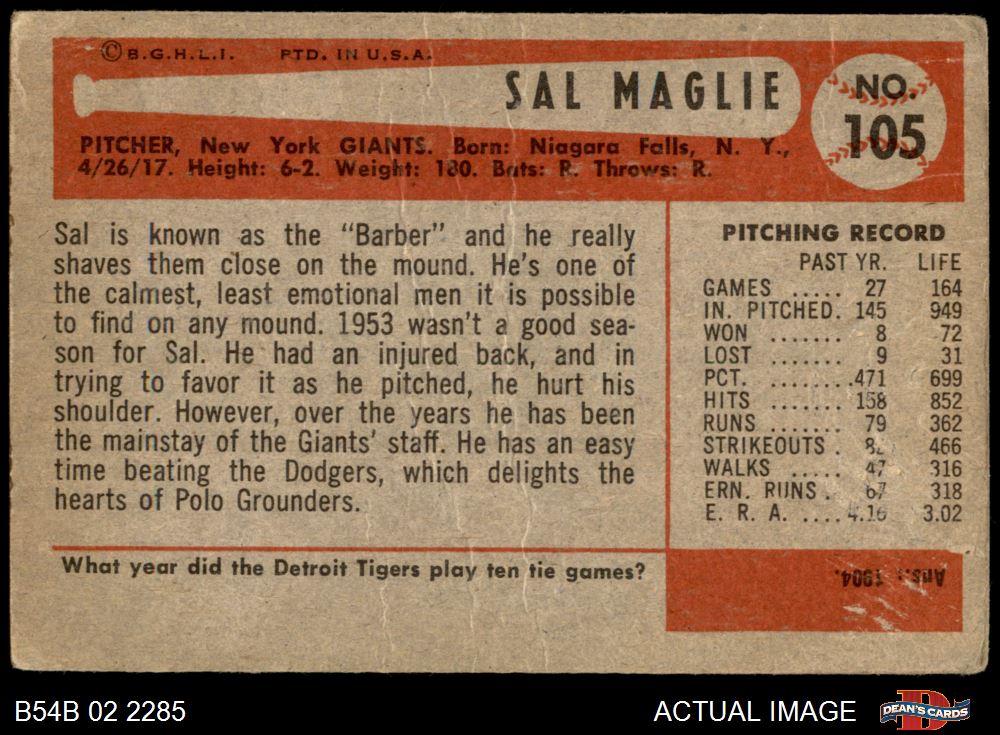 © B.G.H.L.I. PTD. IN U.S.A.
SAL MAGLIE
NO.
105
PITCHER, New York GIANTS. Born: Niagara Falls, N. Y.,
4/26/17. Height: 6-2. Weight: 180. Bats: R. Throws: R.
Sal is known as the "Barber" and he really
shaves them close on the mound. He's one of
the calmest, least emotional men it is possible
to find on any mound. 1953 wasn't a good sea-
son for Sal. He had an injured back, and in
trying to favor it as he pitched, he hurt his
shoulder. However, over the years he has been
the mainstay of the Giants' staff. He has an easy
time beating the Dodgers, which delights the
hearts of Polo Grounders.
PITCHING RECORD
PAST YR. LIFE
GAMES ..... 27 164
IN. PITCHED. 145 949
WON ....... 8 72
LOST ....... 9 31
PCT. ........ .471 699
HITS ....... 158 852
RUNS ....... 79 362
STRIKEOUTS . 466
WALKS ..... 47 316
ERN. RUNS . 67 318
E. R. A. .... 4.16 3.02
What year did the Detroit Tigers play ten tie games?
Ans.: 1904.
B54B 02 2285
ACTUAL IMAGE
DEAN'S CARDS